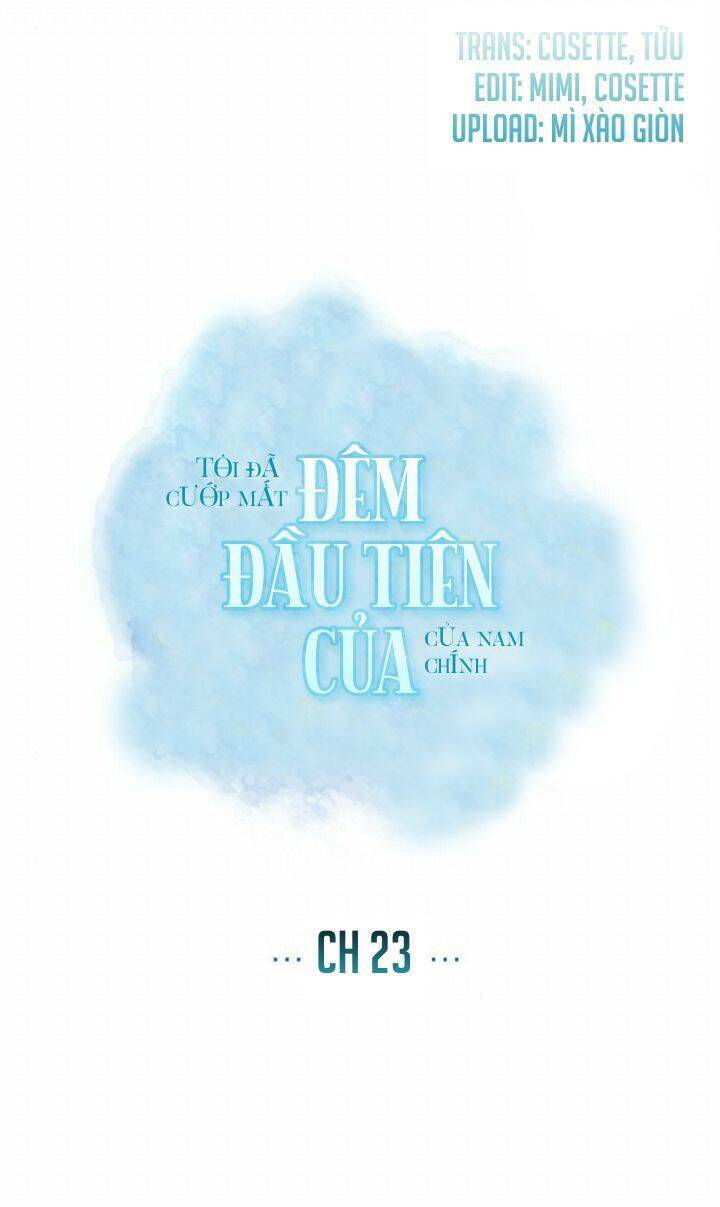 TRANS: COSETTE, TỬU
EDIT: MIMI, COSETTE
UPLOAD: MÌ XÀO GIÒN
TÔI ĐÃ
CƯỚP MẤT
ĐÊM
ĐẦU TIÊN
CỦA
CỦA NAM
CHÍNH
... CH 23 ...